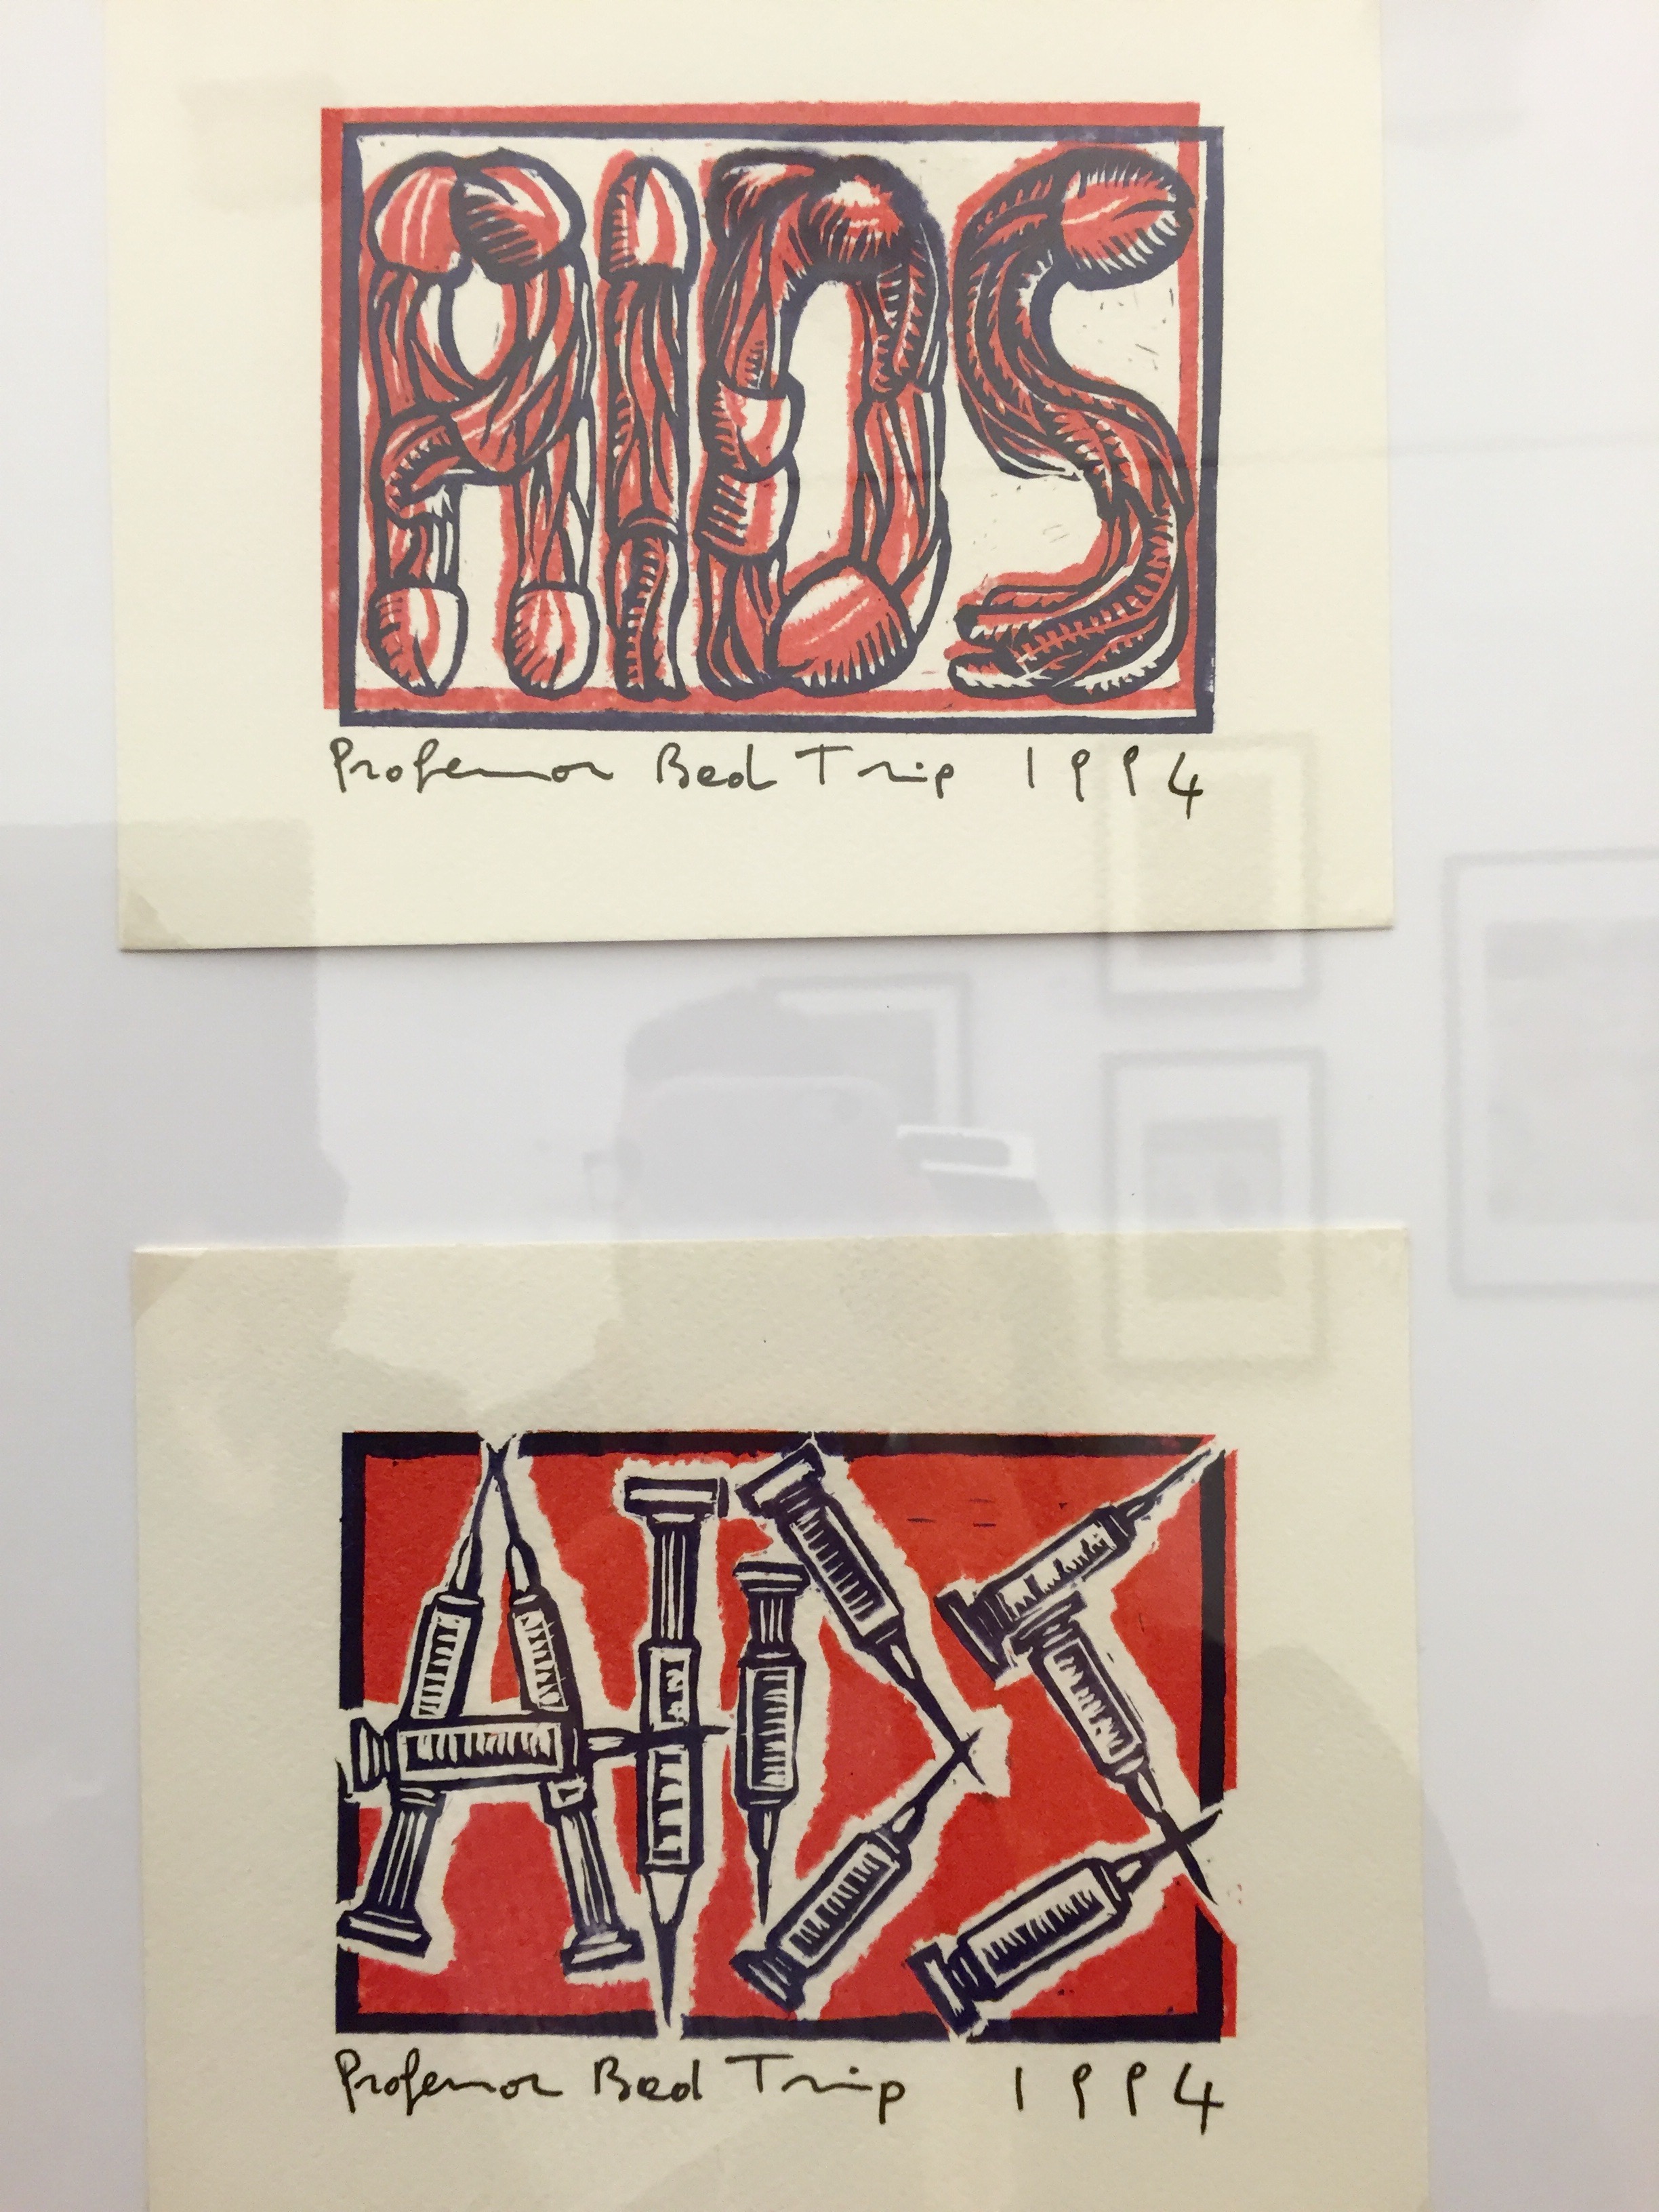 AIDS
Professor Bad Trip 1994
AIDS
Professor Bad Trip 1994